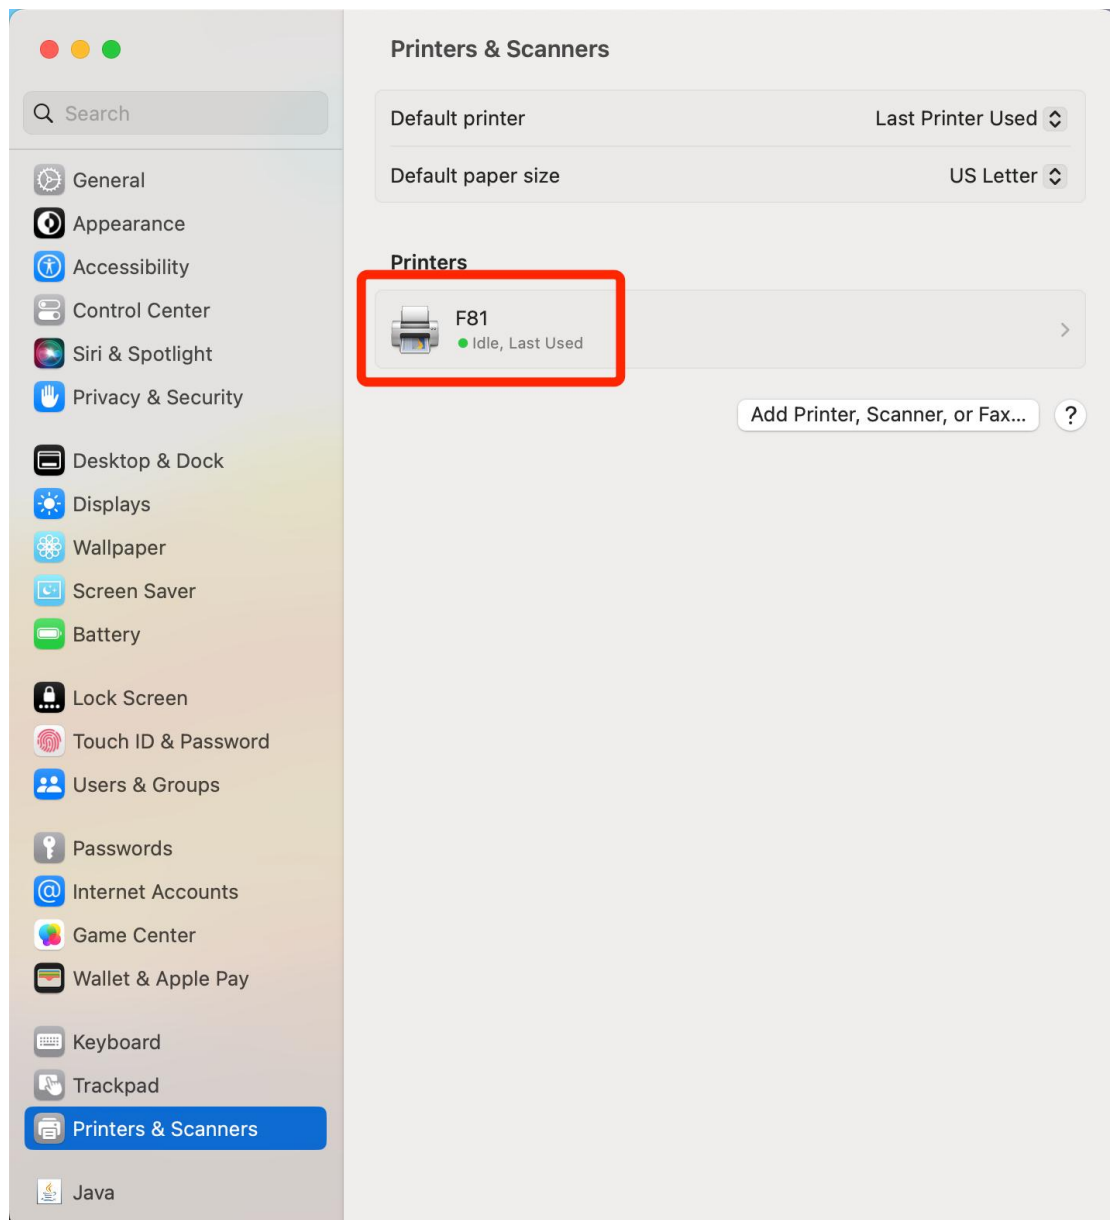 Search
General
Appearance
Accessibility
Control Center
Siri & Spotlight
Privacy & Security
Desktop & Dock
Displays
Wallpaper
Screen Saver
Battery
Lock Screen
Touch ID & Password
Users & Groups
Passwords
Internet Accounts
Game Center
Wallet & Apple Pay
Keyboard
Trackpad
Printers & Scanners
Java
Printers & Scanners
Default printer Last Printer Used
Default paper size US Letter
Printers
F81
Idle, Last Used
Add Printer, Scanner, or Fax... ?